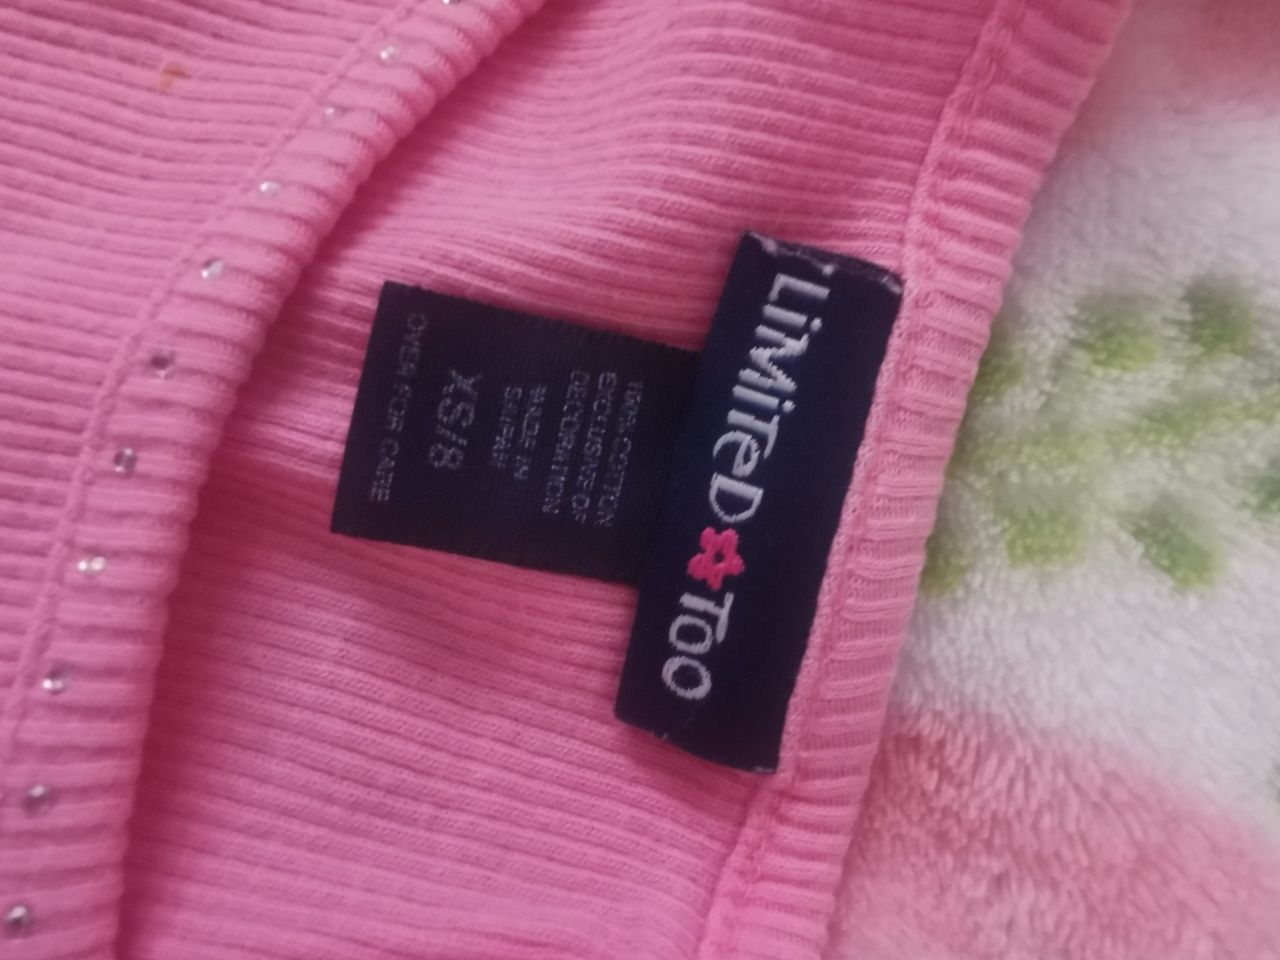 LiMiTeD Too
100% COTTON
EXCLUSIVE OF
DECORATION
MADE IN
SAIPAN
XS/8
OVER FOR CARE